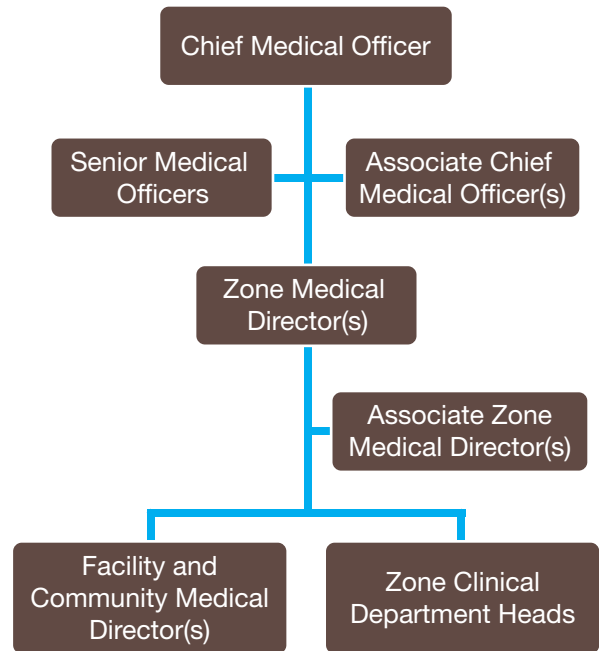 Chief Medical Officer
Senior Medical
Officers
Associate Chief
Medical Officer(s)
Zone Medical
Director(s)
Associate Zone
Medical Director(s)
Facility and
Community Medical
Director(s)
Zone Clinical
Department Heads